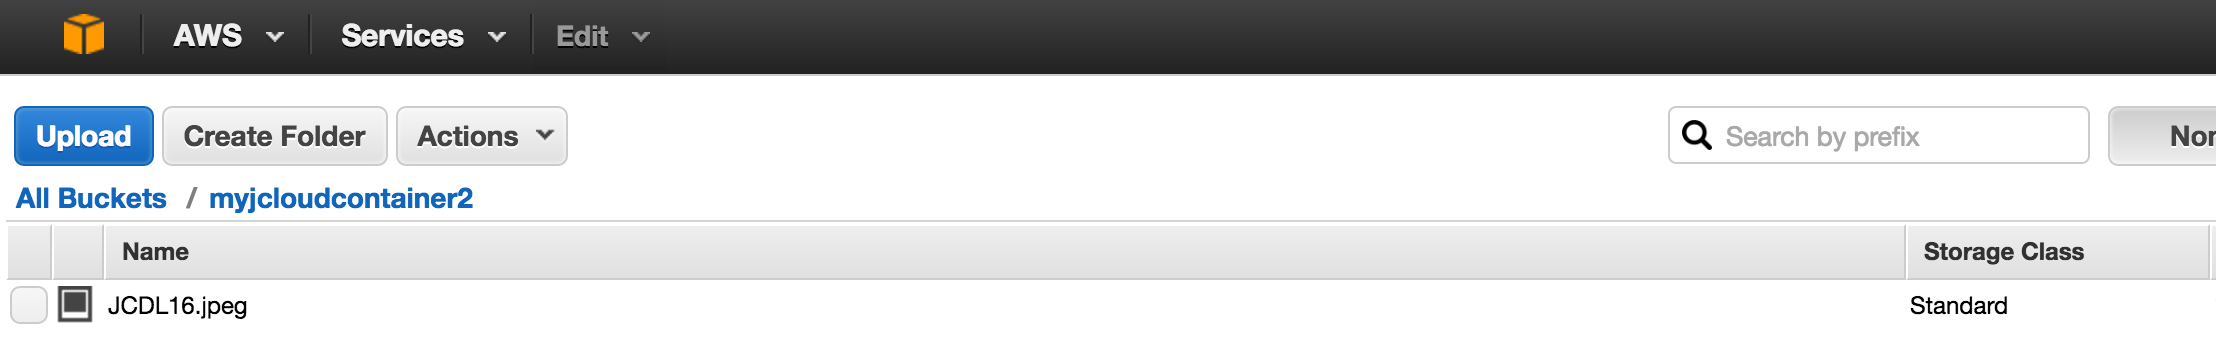 AWS Services Edit
Upload Create Folder Actions Search by prefix
All Buckets / myjcloudcontainer2
Name Storage Class
JCDL16.jpeg Standard